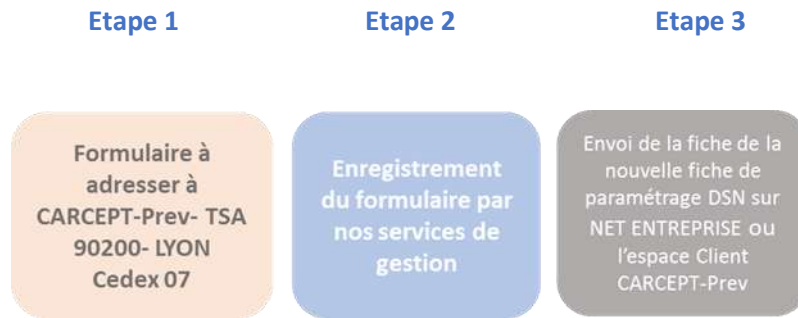 Etape 1
Etape 2
Etape 3
Formulaire à
adresser à
CARCEPT-Prev- TSA
90200- LYON
Cedex 07
Enregistrement
du formulaire par
nos services de
gestion
Envoi de la fiche de la
nouvelle fiche de
paramétrage DSN sur
NET ENTREPRISE ou
l'espace Client
CARCEPT-Prev